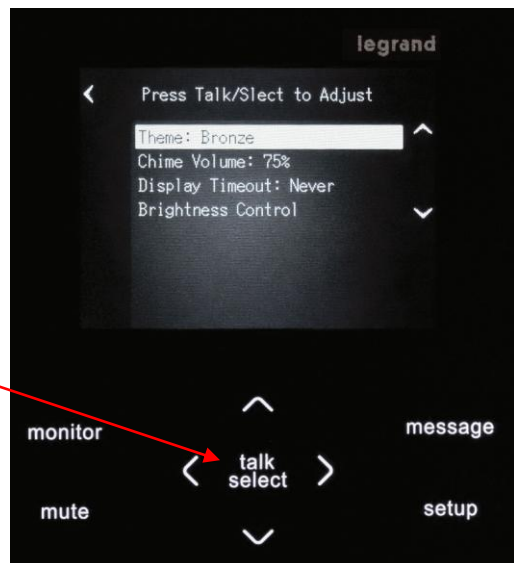 legrand
Press Talk/Slect to Adjust
Theme: Bronze
Chime Volume: 75%
Display Timeout: Never
Brightness Control
monitor
message
talk
select
mute
setup